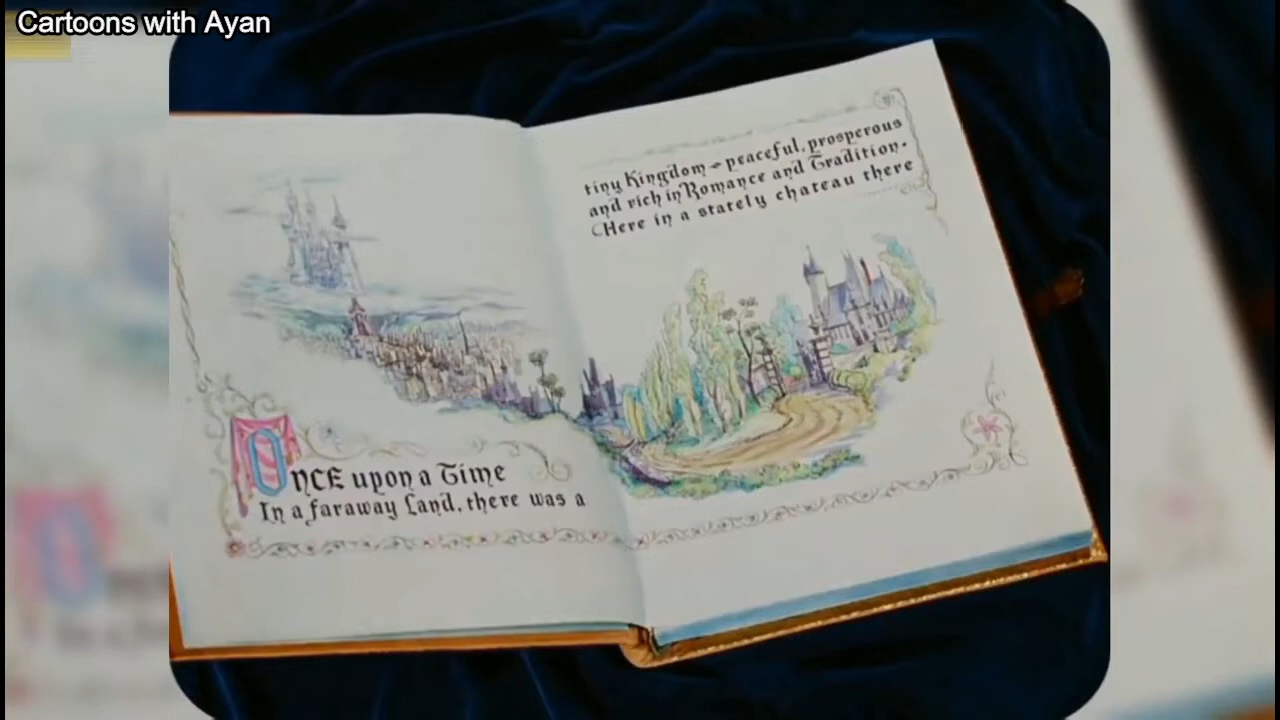 Cartoons with Ayan
ONCE upon a Time
In a faraway Land, there was a
tiny Kingdom – peaceful, prosperous
and rich in Romance and Tradition.
Here in a stately chateau there